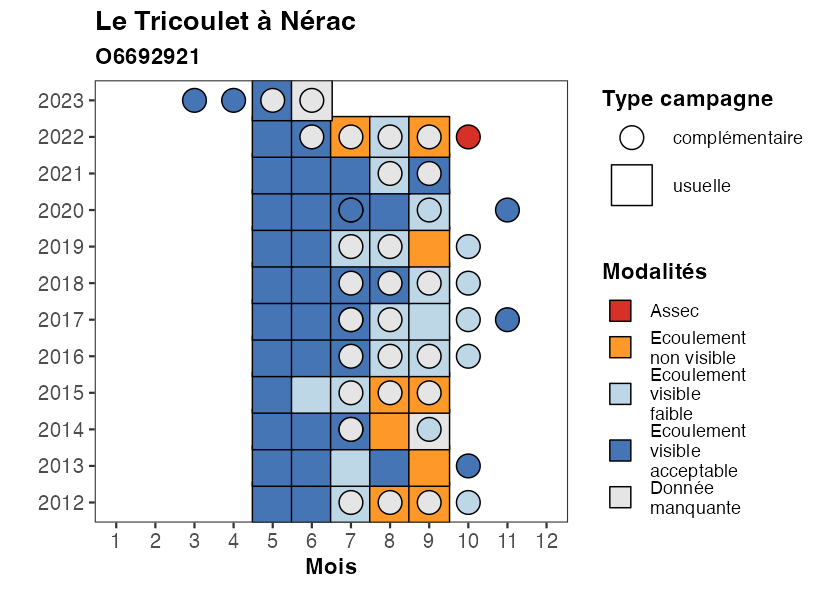 Le Tricoulet à Nérac
O6692921
2023
2022
2021
2020
2019
2018
2017
2016
2015
2014
2013
2012
1 2 3 4 5 6 7 8 9 10 11 12
Mois
Type campagne
complémentaire
usuelle
Modalités
Assec
Ecoulement
non visible
Ecoulement
visible
faible
Ecoulement
visible
acceptable
Donnée
manquante